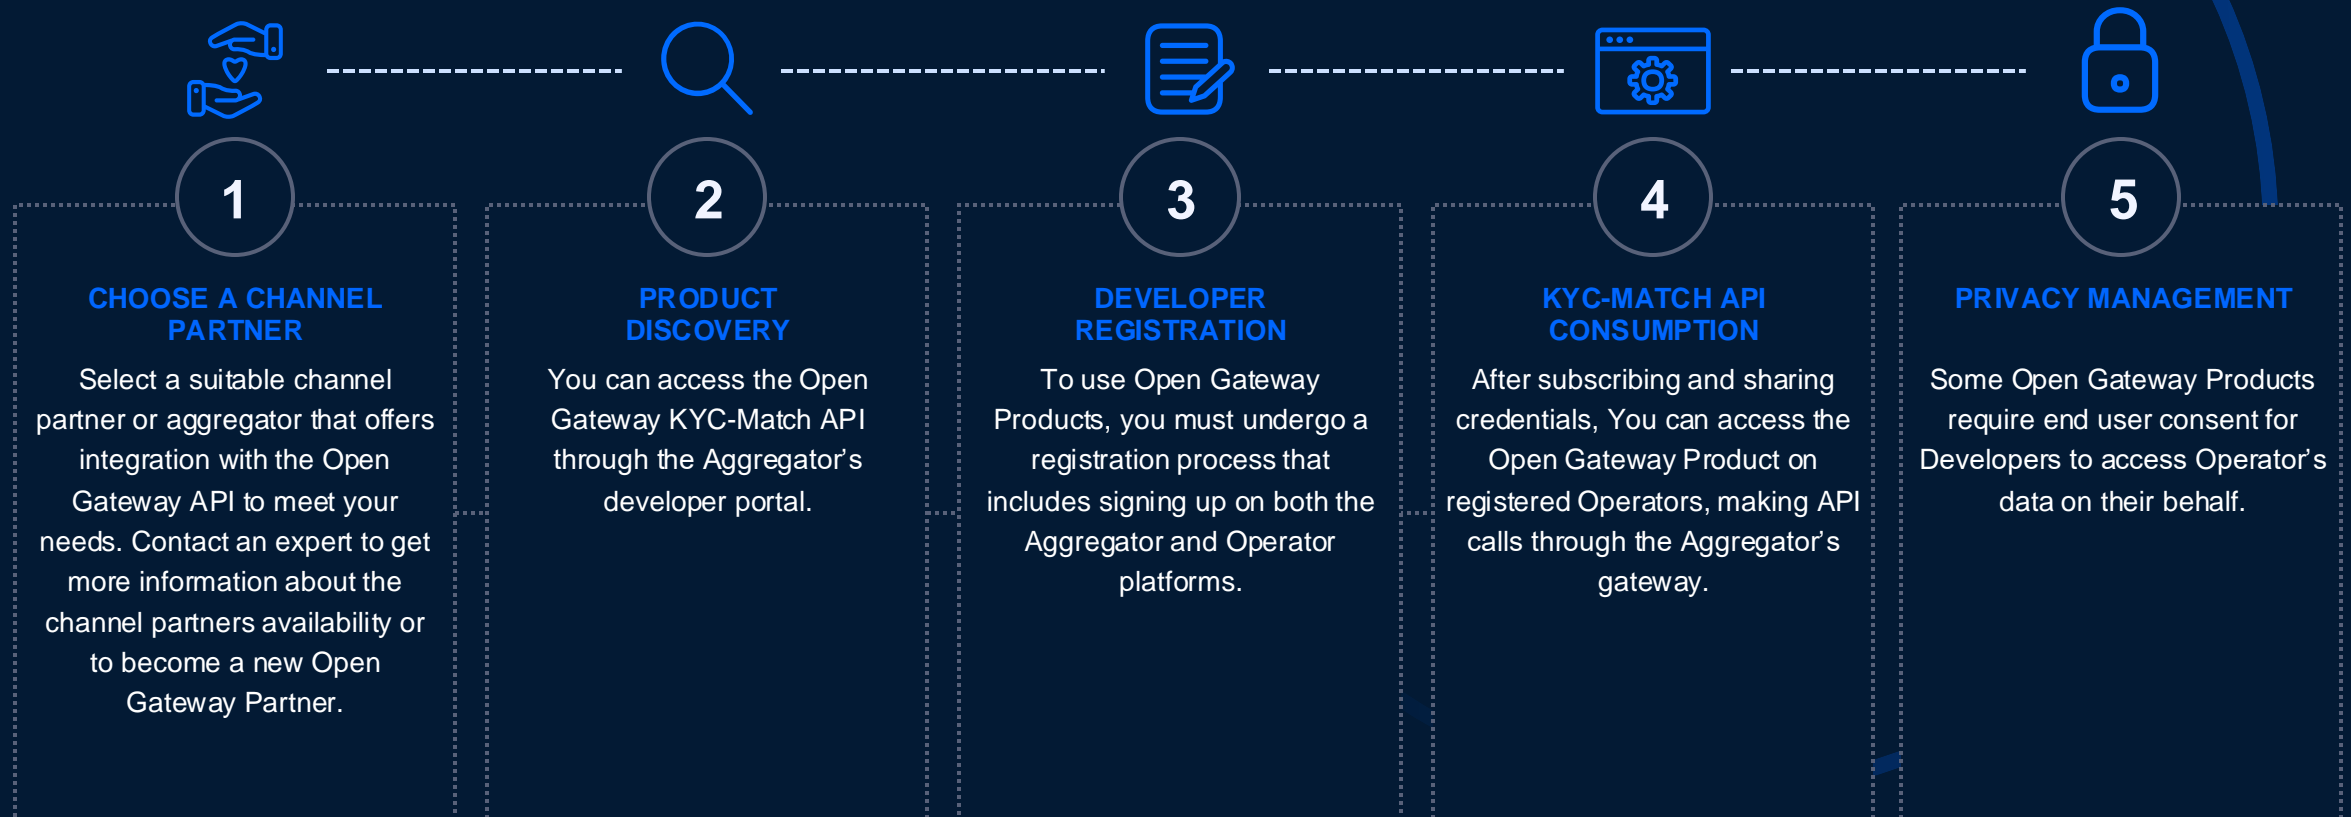 1
CHOOSE A CHANNEL
PARTNER
Select a suitable channel
partner or aggregator that offers
integration with the Open
Gateway API to meet your
needs. Contact an expert to get
more information about the
channel partners availability or
to become a new Open
Gateway Partner.
2
PRODUCT
DISCOVERY
You can access the Open
Gateway KYC-Match API
through the Aggregator’s
developer portal.
3
DEVELOPER
REGISTRATION
To use Open Gateway
Products, you must undergo a
registration process that
includes signing up on both the
Aggregator and Operator
platforms.
4
KYC-MATCH API
CONSUMPTION
After subscribing and sharing
credentials, You can access the
Open Gateway Product on
registered Operators, making API
calls through the Aggregator’s
gateway.
5
PRIVACY MANAGEMENT
Some Open Gateway Products
require end user consent for
Developers to access Operator’s
data on their behalf.